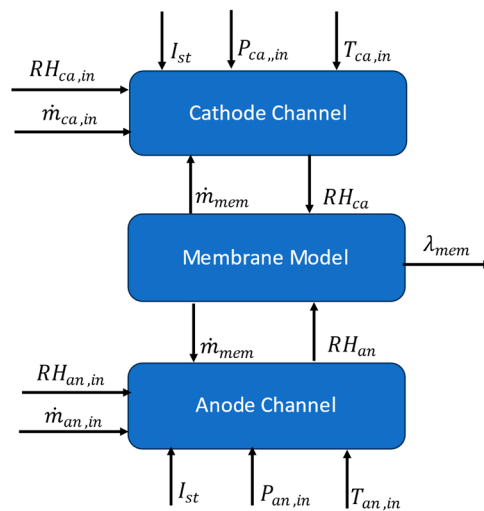 I_st P_ca,,in T_ca,in
RH_ca,in
ṁ_ca,in
Cathode Channel
ṁ_mem RH_ca
Membrane Model
λ_mem
ṁ_mem RH_an
RH_an,in
ṁ_an,in
Anode Channel
I_st P_an,in T_an,in